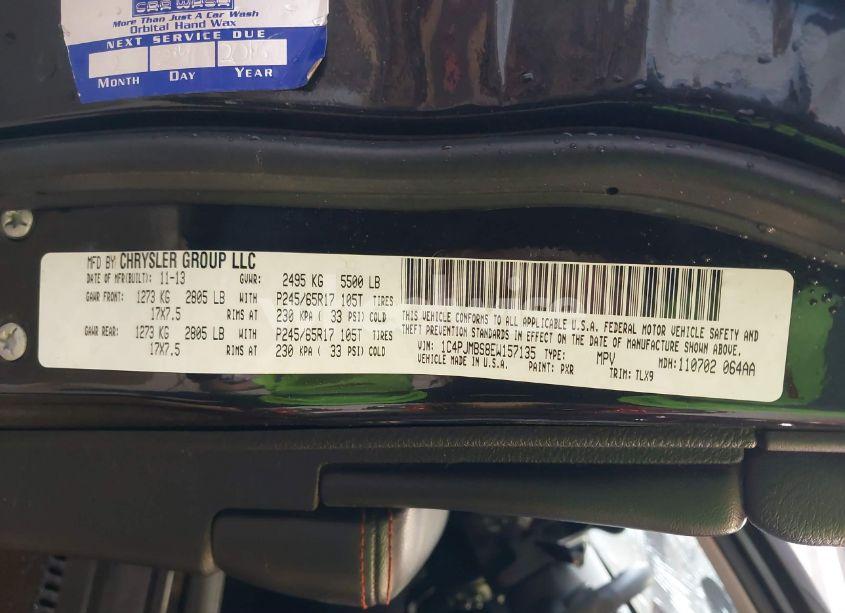 CAR WASH
More Than Just A Car Wash
Orbital Hand Wax
NEXT SERVICE DUE
MONTH DAY YEAR
MFD BY CHRYSLER GROUP LLC
DATE OF MFR(BUILT): 11-13 GVWR: 2495 KG 5500 LB
GAWR FRONT: 1273 KG 2805 LB WITH P245/65R17 105T TIRES
17X7.5 RIMS AT 230 KPA ( 33 PSI) COLD
GAWR REAR: 1273 KG 2805 LB WITH P245/65R17 105T TIRES
17X7.5 RIMS AT 230 KPA ( 33 PSI) COLD
THIS VEHICLE CONFORMS TO ALL APPLICABLE U.S.A. FEDERAL MOTOR VEHICLE SAFETY AND
THEFT PREVENTION STANDARDS IN EFFECT ON THE DATE OF MANUFACTURE SHOWN ABOVE.
VIN: 1C4PJMBS8EW157135 TYPE: MPV MDH: 110702 064AA
VEHICLE MADE IN U.S.A. PAINT: PXR TRIM: TLX9